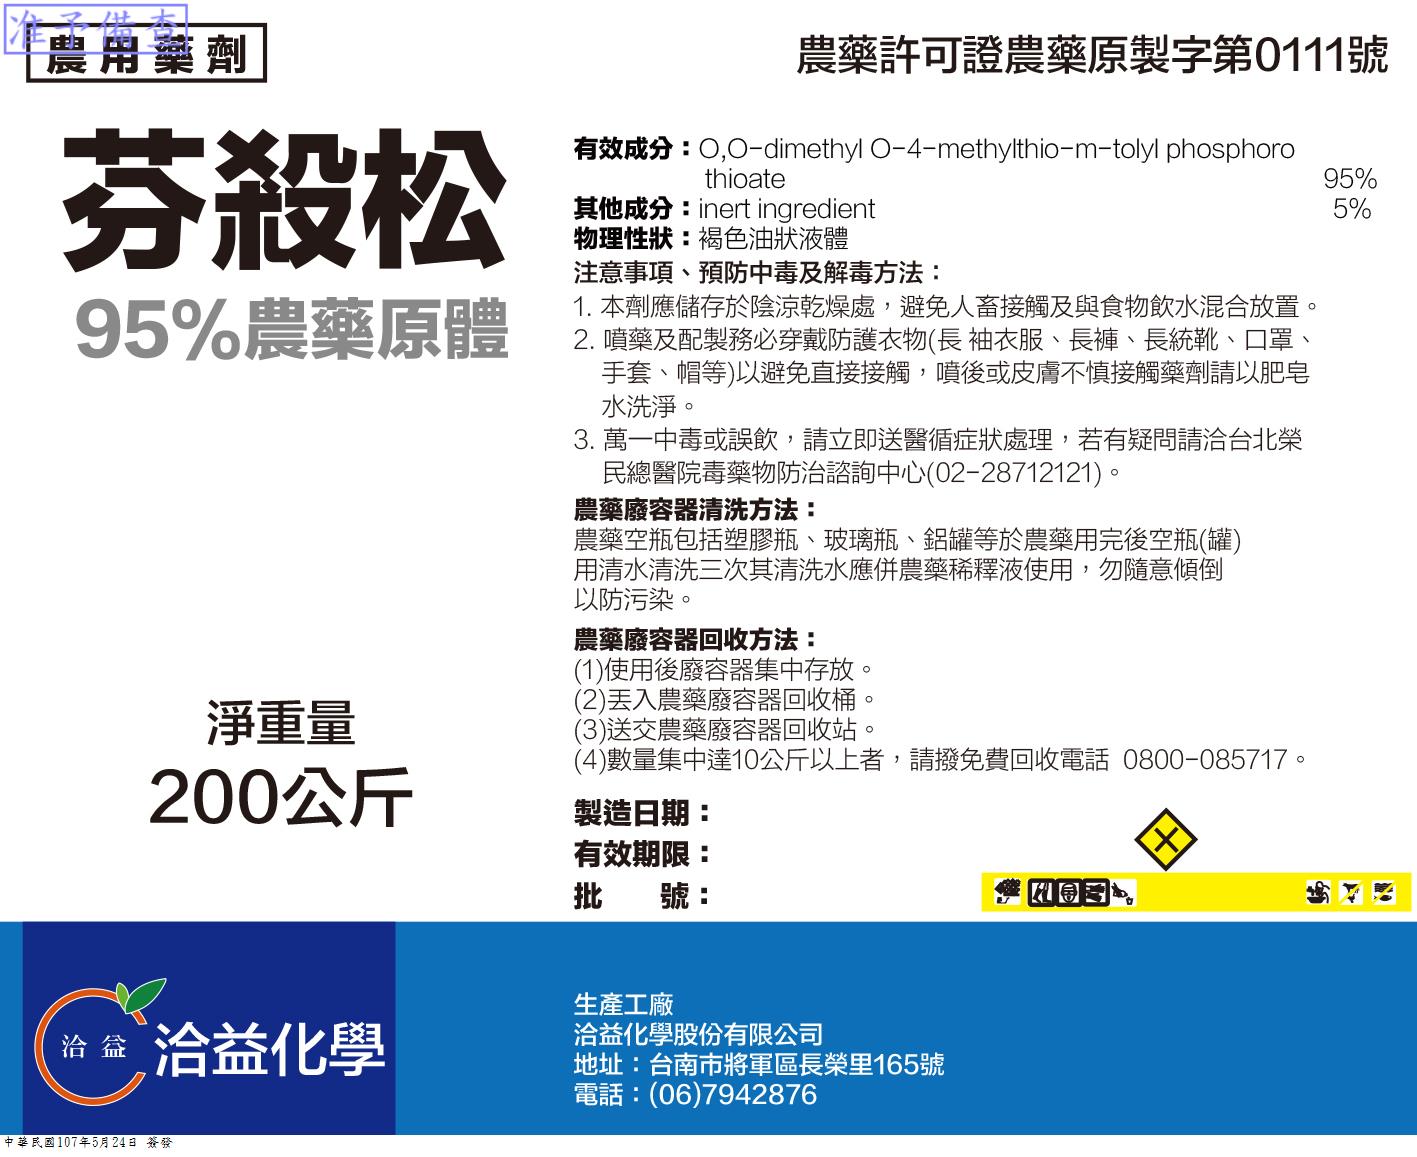 准予備查
農用藥劑
農藥許可證農藥原製字第0111號
芬殺松
95%農藥原體
有效成分：O,O-dimethyl O-4-methylthio-m-tolyl phosphoro
thioate 95%
其他成分：inert ingredient 5%
物理性狀：褐色油狀液體
注意事項、預防中毒及解毒方法：
1. 本劑應儲存於陰涼乾燥處，避免人畜接觸及與食物飲水混合放置。
2. 噴藥及配製務必穿戴防護衣物(長 袖衣服、長褲、長統靴、口罩、
手套、帽等)以避免直接接觸，噴後或皮膚不慎接觸藥劑請以肥皂
水洗淨。
3. 萬一中毒或誤飲，請立即送醫循症狀處理，若有疑問請洽台北榮
民總醫院毒藥物防治諮詢中心(02-28712121)。
農藥廢容器清洗方法：
農藥空瓶包括塑膠瓶、玻璃瓶、鋁罐等於農藥用完後空瓶(罐)
用清水清洗三次其清洗水應併農藥稀釋液使用，勿隨意傾倒
以防污染。
農藥廢容器回收方法：
(1)使用後廢容器集中存放。
(2)丟入農藥廢容器回收桶。
(3)送交農藥廢容器回收站。
(4)數量集中達10公斤以上者，請撥免費回收電話 0800-085717。
淨重量
200公斤
製造日期：
有效期限：
批 號：
洽益
洽益化學
生產工廠
洽益化學股份有限公司
地址：台南市將軍區長榮里165號
電話：(06)7942876
中華民國107年5月24日 簽發